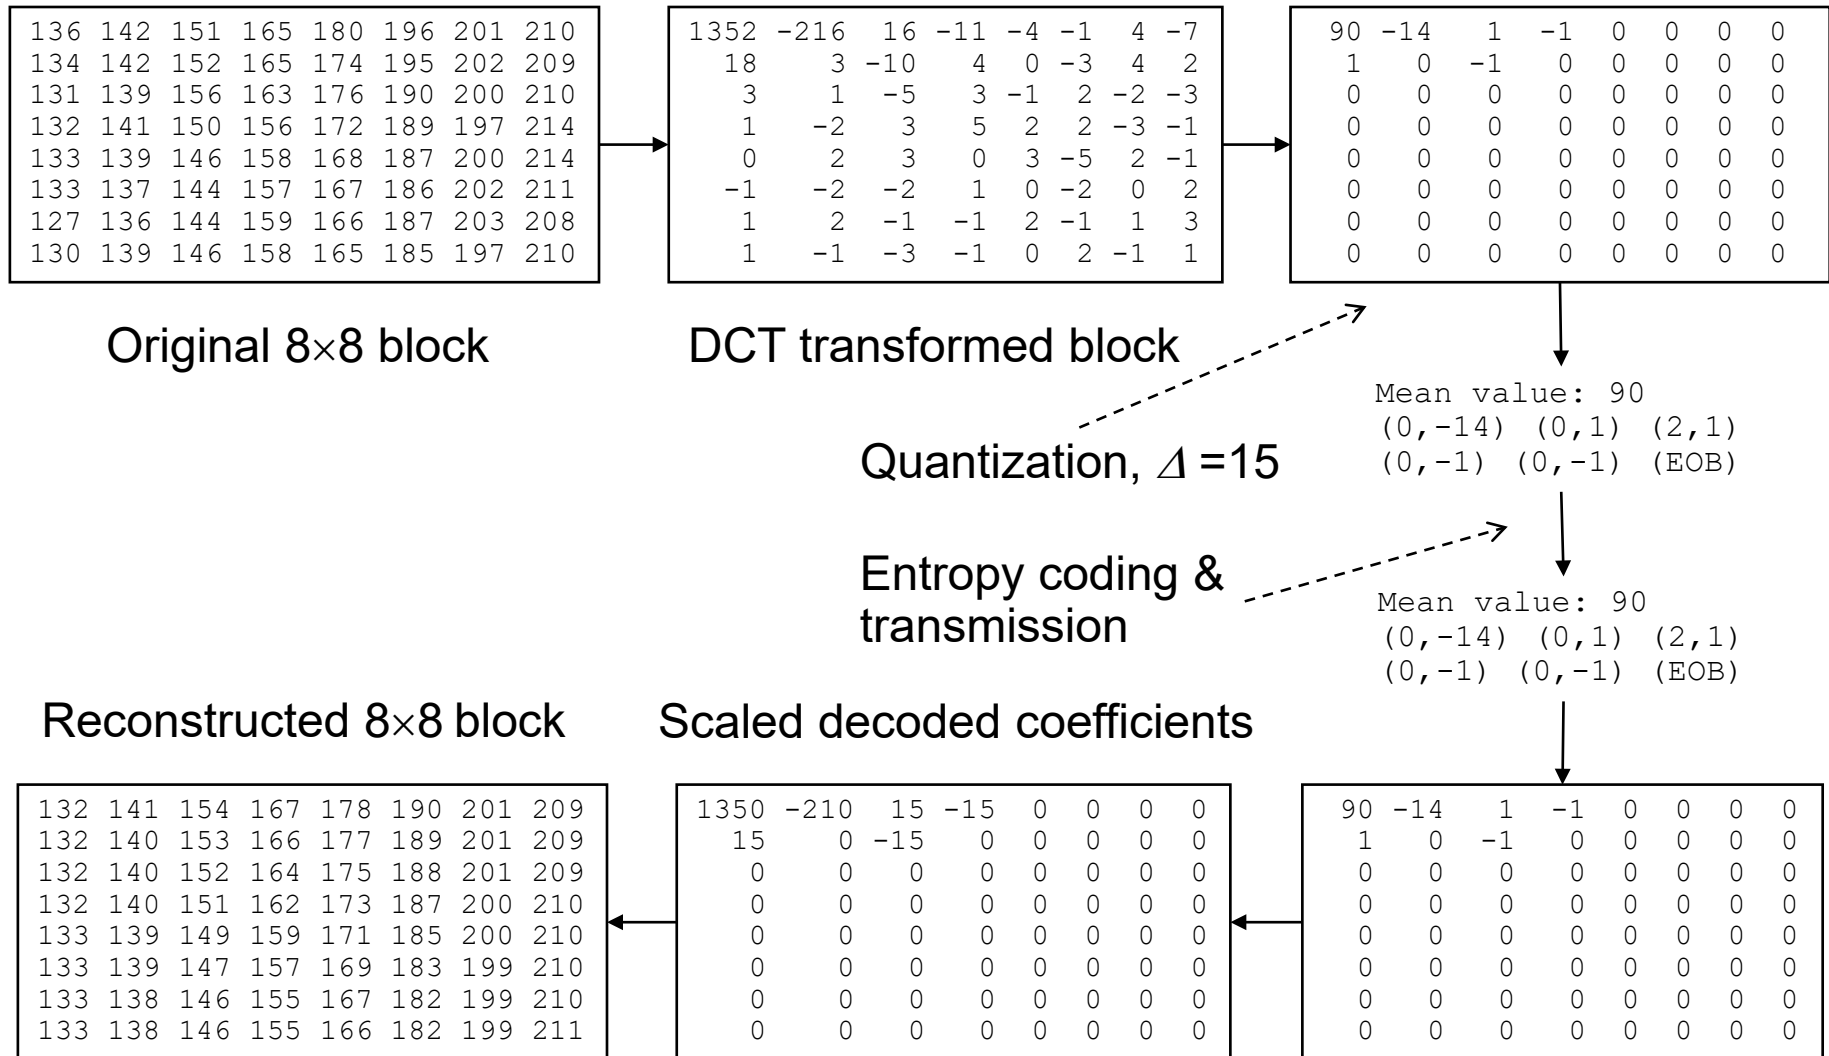 136 142 151 165 180 196 201 210
134 142 152 165 174 195 202 209
131 139 156 163 176 190 200 210
132 141 150 156 172 189 197 214
133 139 146 158 168 187 200 214
133 137 144 157 167 186 202 211
127 136 144 159 166 187 203 208
130 139 146 158 165 185 197 210
Original 8×8 block
1352 -216 16 -11 -4 -1 4 -7
18 3 -10 4 0 -3 4 2
3 1 -5 3 -1 2 -2 -3
1 -2 3 5 2 2 -3 -1
0 2 3 0 3 -5 2 -1
-1 -2 -2 1 0 -2 0 2
1 2 -1 -1 2 -1 1 3
1 -1 -3 -1 0 2 -1 1
DCT transformed block
90 -14 1 -1 0 0 0 0
1 0 -1 0 0 0 0 0
0 0 0 0 0 0 0 0
0 0 0 0 0 0 0 0
0 0 0 0 0 0 0 0
0 0 0 0 0 0 0 0
0 0 0 0 0 0 0 0
0 0 0 0 0 0 0 0
Quantization, Δ =15
Mean value: 90
(0,-14) (0,1) (2,1)
(0,-1) (0,-1) (EOB)
Entropy coding &
transmission
Mean value: 90
(0,-14) (0,1) (2,1)
(0,-1) (0,-1) (EOB)
Reconstructed 8×8 block
132 141 154 167 178 190 201 209
132 140 153 166 177 189 201 209
132 140 152 164 175 188 201 209
132 140 151 162 173 187 200 210
133 139 149 159 171 185 200 210
133 139 147 157 169 183 199 210
133 138 146 155 167 182 199 210
133 138 146 155 166 182 199 211
Scaled decoded coefficients
1350 -210 15 -15 0 0 0 0
15 0 -15 0 0 0 0 0
0 0 0 0 0 0 0 0
0 0 0 0 0 0 0 0
0 0 0 0 0 0 0 0
0 0 0 0 0 0 0 0
0 0 0 0 0 0 0 0
0 0 0 0 0 0 0 0
90 -14 1 -1 0 0 0 0
1 0 -1 0 0 0 0 0
0 0 0 0 0 0 0 0
0 0 0 0 0 0 0 0
0 0 0 0 0 0 0 0
0 0 0 0 0 0 0 0
0 0 0 0 0 0 0 0
0 0 0 0 0 0 0 0